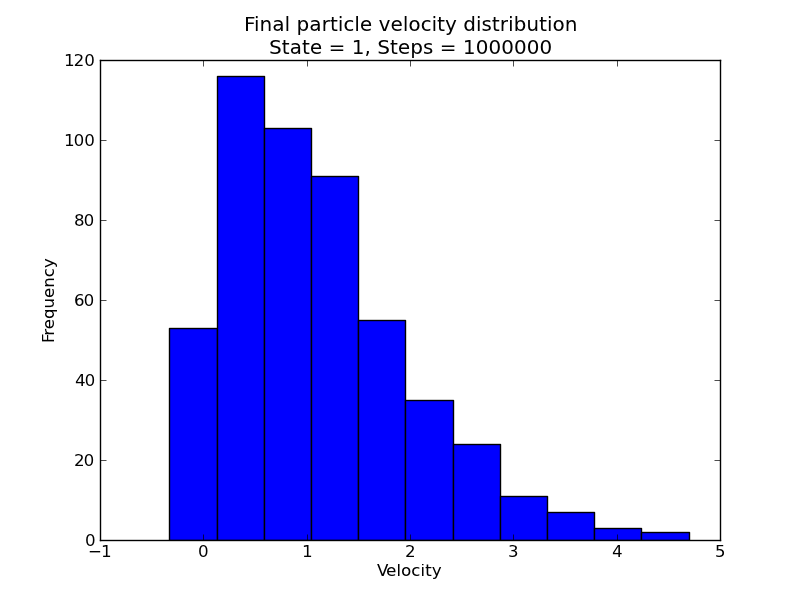 Final particle velocity distribution
State = 1, Steps = 1000000
120
100
80
60
40
20
0
Frequency
−1 0 1 2 3 4 5
Velocity